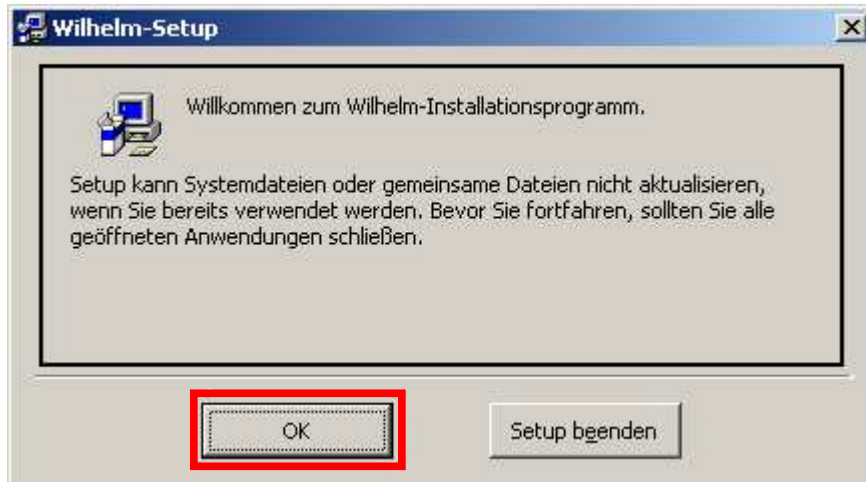 Wilhelm-Setup
Willkommen zum Wilhelm-Installationsprogramm.
Setup kann Systemdateien oder gemeinsame Dateien nicht aktualisieren,
wenn Sie bereits verwendet werden. Bevor Sie fortfahren, sollten Sie alle
geöffneten Anwendungen schließen.
OK
Setup beenden